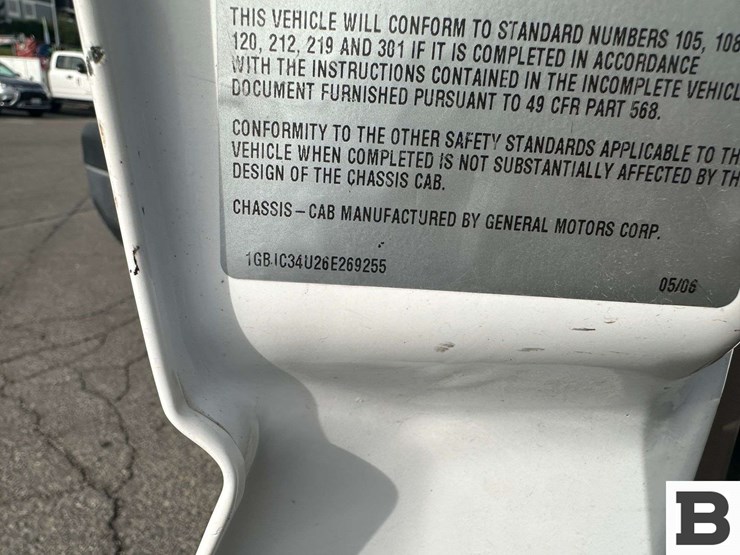 THIS VEHICLE WILL CONFORM TO STANDARD NUMBERS 105, 108
120, 212, 219 AND 301 IF IT IS COMPLETED IN ACCORDANCE
WITH THE INSTRUCTIONS CONTAINED IN THE INCOMPLETE VEHICL
DOCUMENT FURNISHED PURSUANT TO 49 CFR PART 568.
CONFORMITY TO THE OTHER SAFETY STANDARDS APPLICABLE TO TH
VEHICLE WHEN COMPLETED IS NOT SUBSTANTIALLY AFFECTED BY TH
DESIGN OF THE CHASSIS CAB.
CHASSIS-CAB MANUFACTURED BY GENERAL MOTORS CORP.
1GBJC34U26E269255
05/06
B